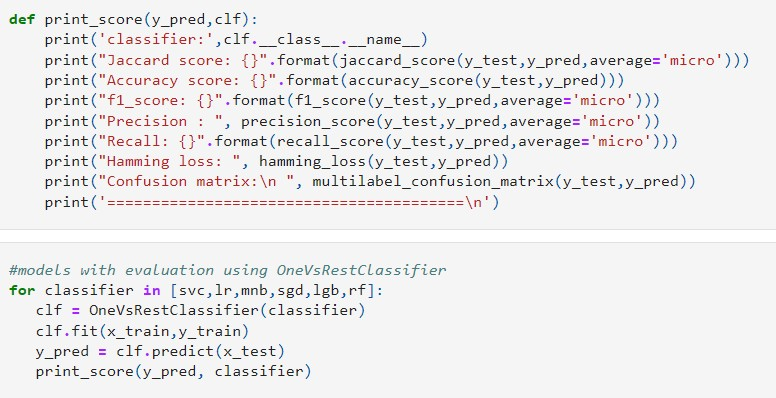 def print_score(y_pred,clf):
    print('classifier:',clf.__class__.__name__)
    print("Jaccard score: {}".format(jaccard_score(y_test,y_pred,average='micro')))
    print("Accuracy score: {}".format(accuracy_score(y_test,y_pred)))
    print("f1_score: {}".format(f1_score(y_test,y_pred,average='micro')))
    print("Precision : ", precision_score(y_test,y_pred,average='micro'))
    print("Recall: {}".format(recall_score(y_test,y_pred,average='micro')))
    print("Hamming loss: ", hamming_loss(y_test,y_pred))
    print("Confusion matrix:\n ", multilabel_confusion_matrix(y_test,y_pred))
    print('========================================\n')
#models with evaluation using OneVsRestClassifier
for classifier in [svc,lr,mnb,sgd,lgb,rf]:
   clf = OneVsRestClassifier(classifier)
   clf.fit(x_train,y_train)
   y_pred = clf.predict(x_test)
   print_score(y_pred, classifier)